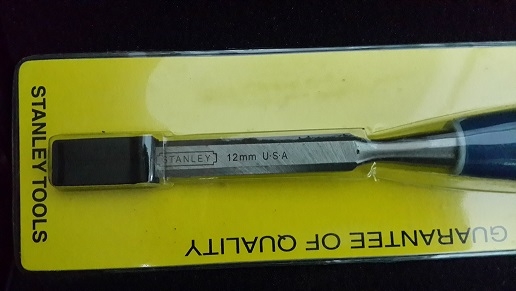 STANLEY TOOLS
STANLEY 12mm U·S·A
GUARANTEE OF QUALITY